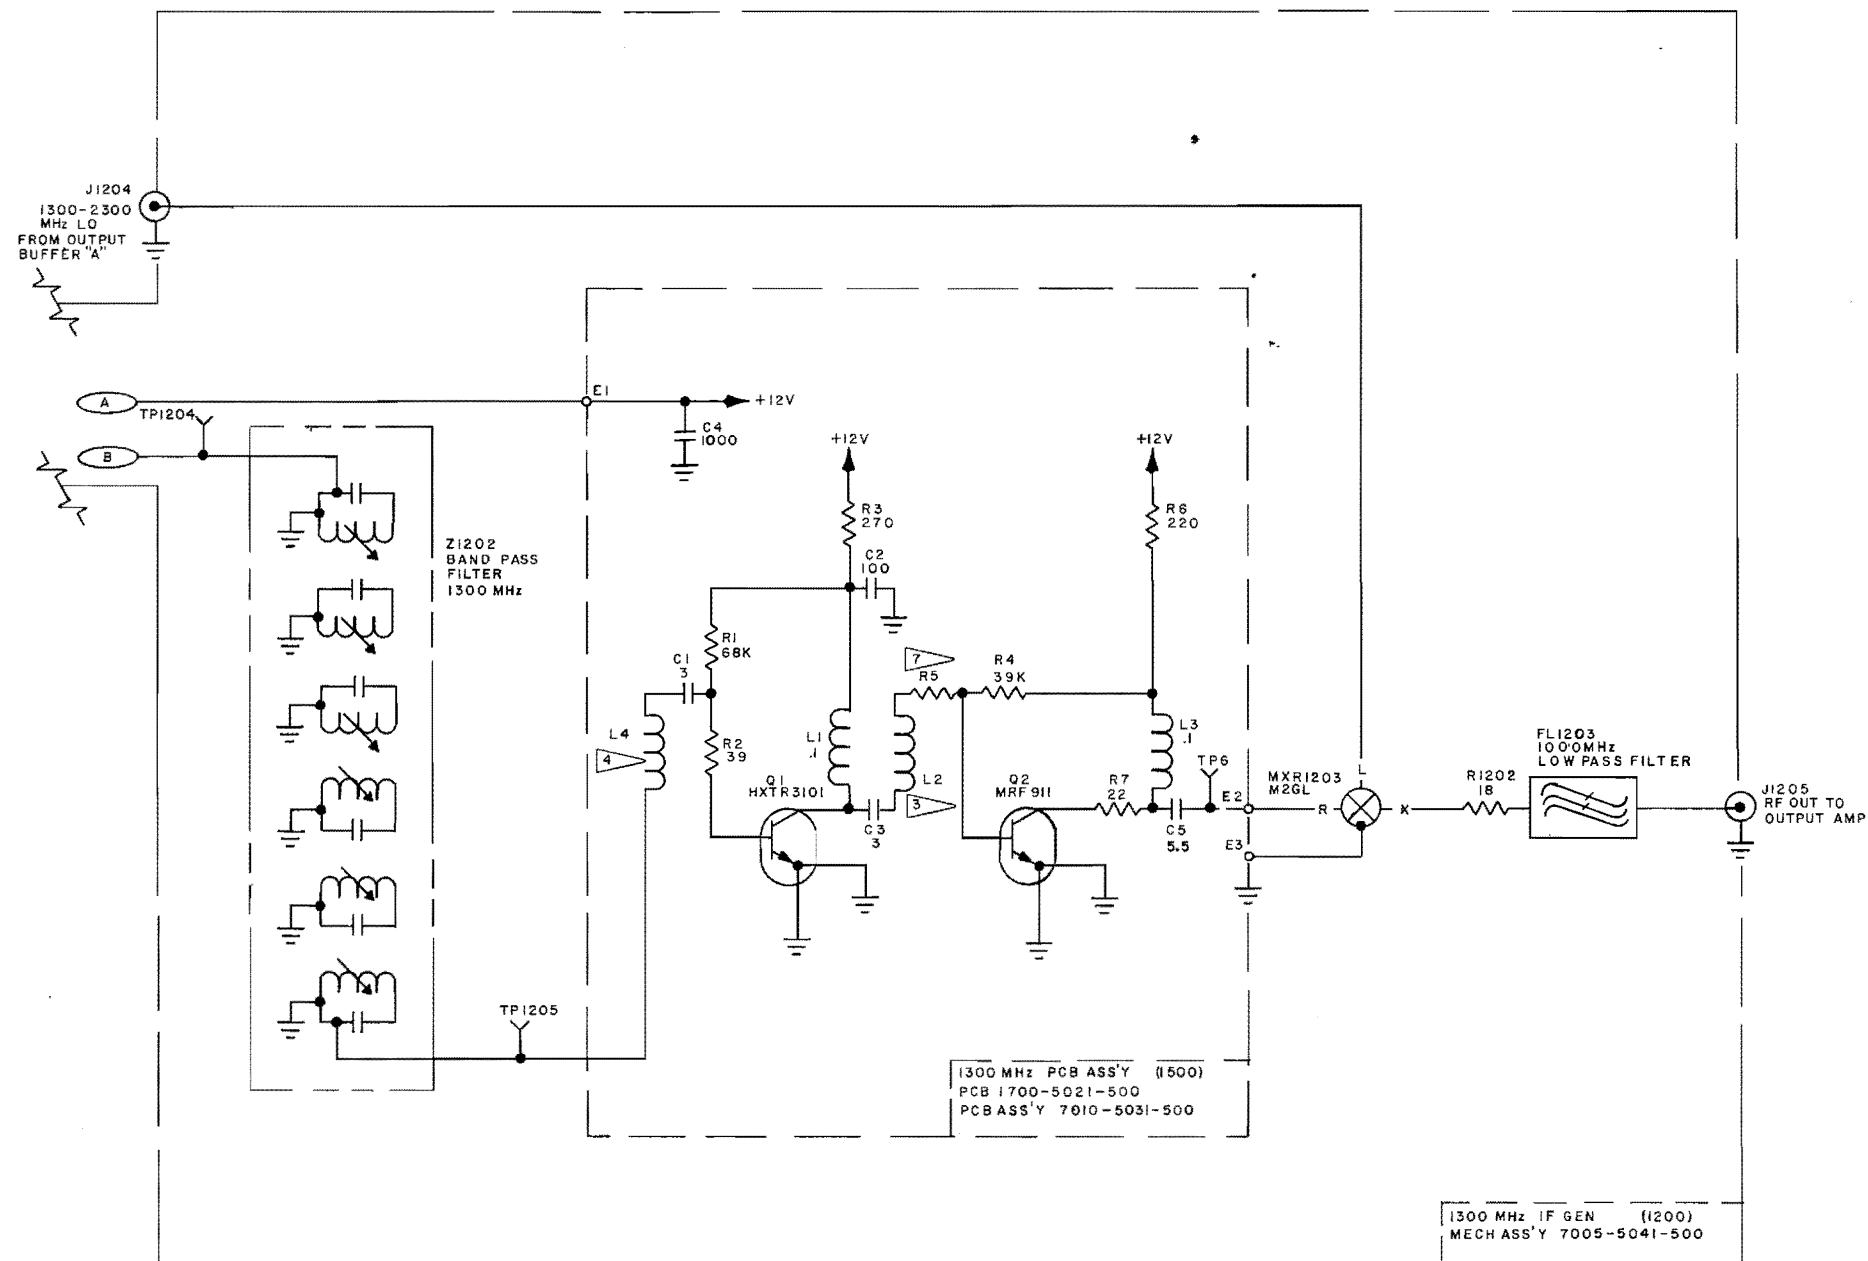 J1204
1300-2300
MHz LO
FROM OUTPUT
BUFFER "A"
A
TP1204
B
E1
+12V
C4
1000
Z1202
BAND PASS
FILTER
1300 MHz
+12V
R3
270
C2
100
R1
68K
C1
3
L4
4
R2
39
L1
.1
Q1
HXTR3101
C3
3
L2
3
7
R5
R4
39K
+12V
R6
220
L3
.1
Q2
MRF911
R7
22
C5
5.5
TP6
E2
E3
MXR1203
M2GL
L
R
X
R1202
18
FL1203
1000MHz
LOW PASS FILTER
J1205
RF OUT TO
OUTPUT AMP
TP1205
1300 MHz PCB ASS'Y (1500)
PCB 1700-5021-500
PCB ASS'Y 7010-5031-500
1300 MHz IF GEN (1200)
MECH ASS'Y 7005-5041-500